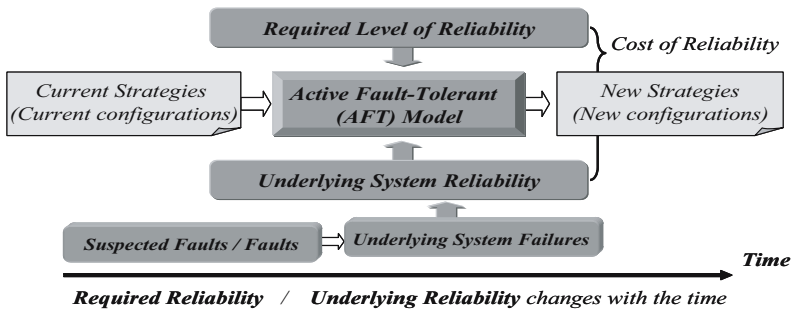 Required Level of Reliability
Cost of Reliability
Current Strategies
(Current configurations)
Active Fault-Tolerant
(AFT) Model
New Strategies
(New configurations)
Underlying System Reliability
Suspected Faults / Faults
Underlying System Failures
Time
Required Reliability / Underlying Reliability changes with the time